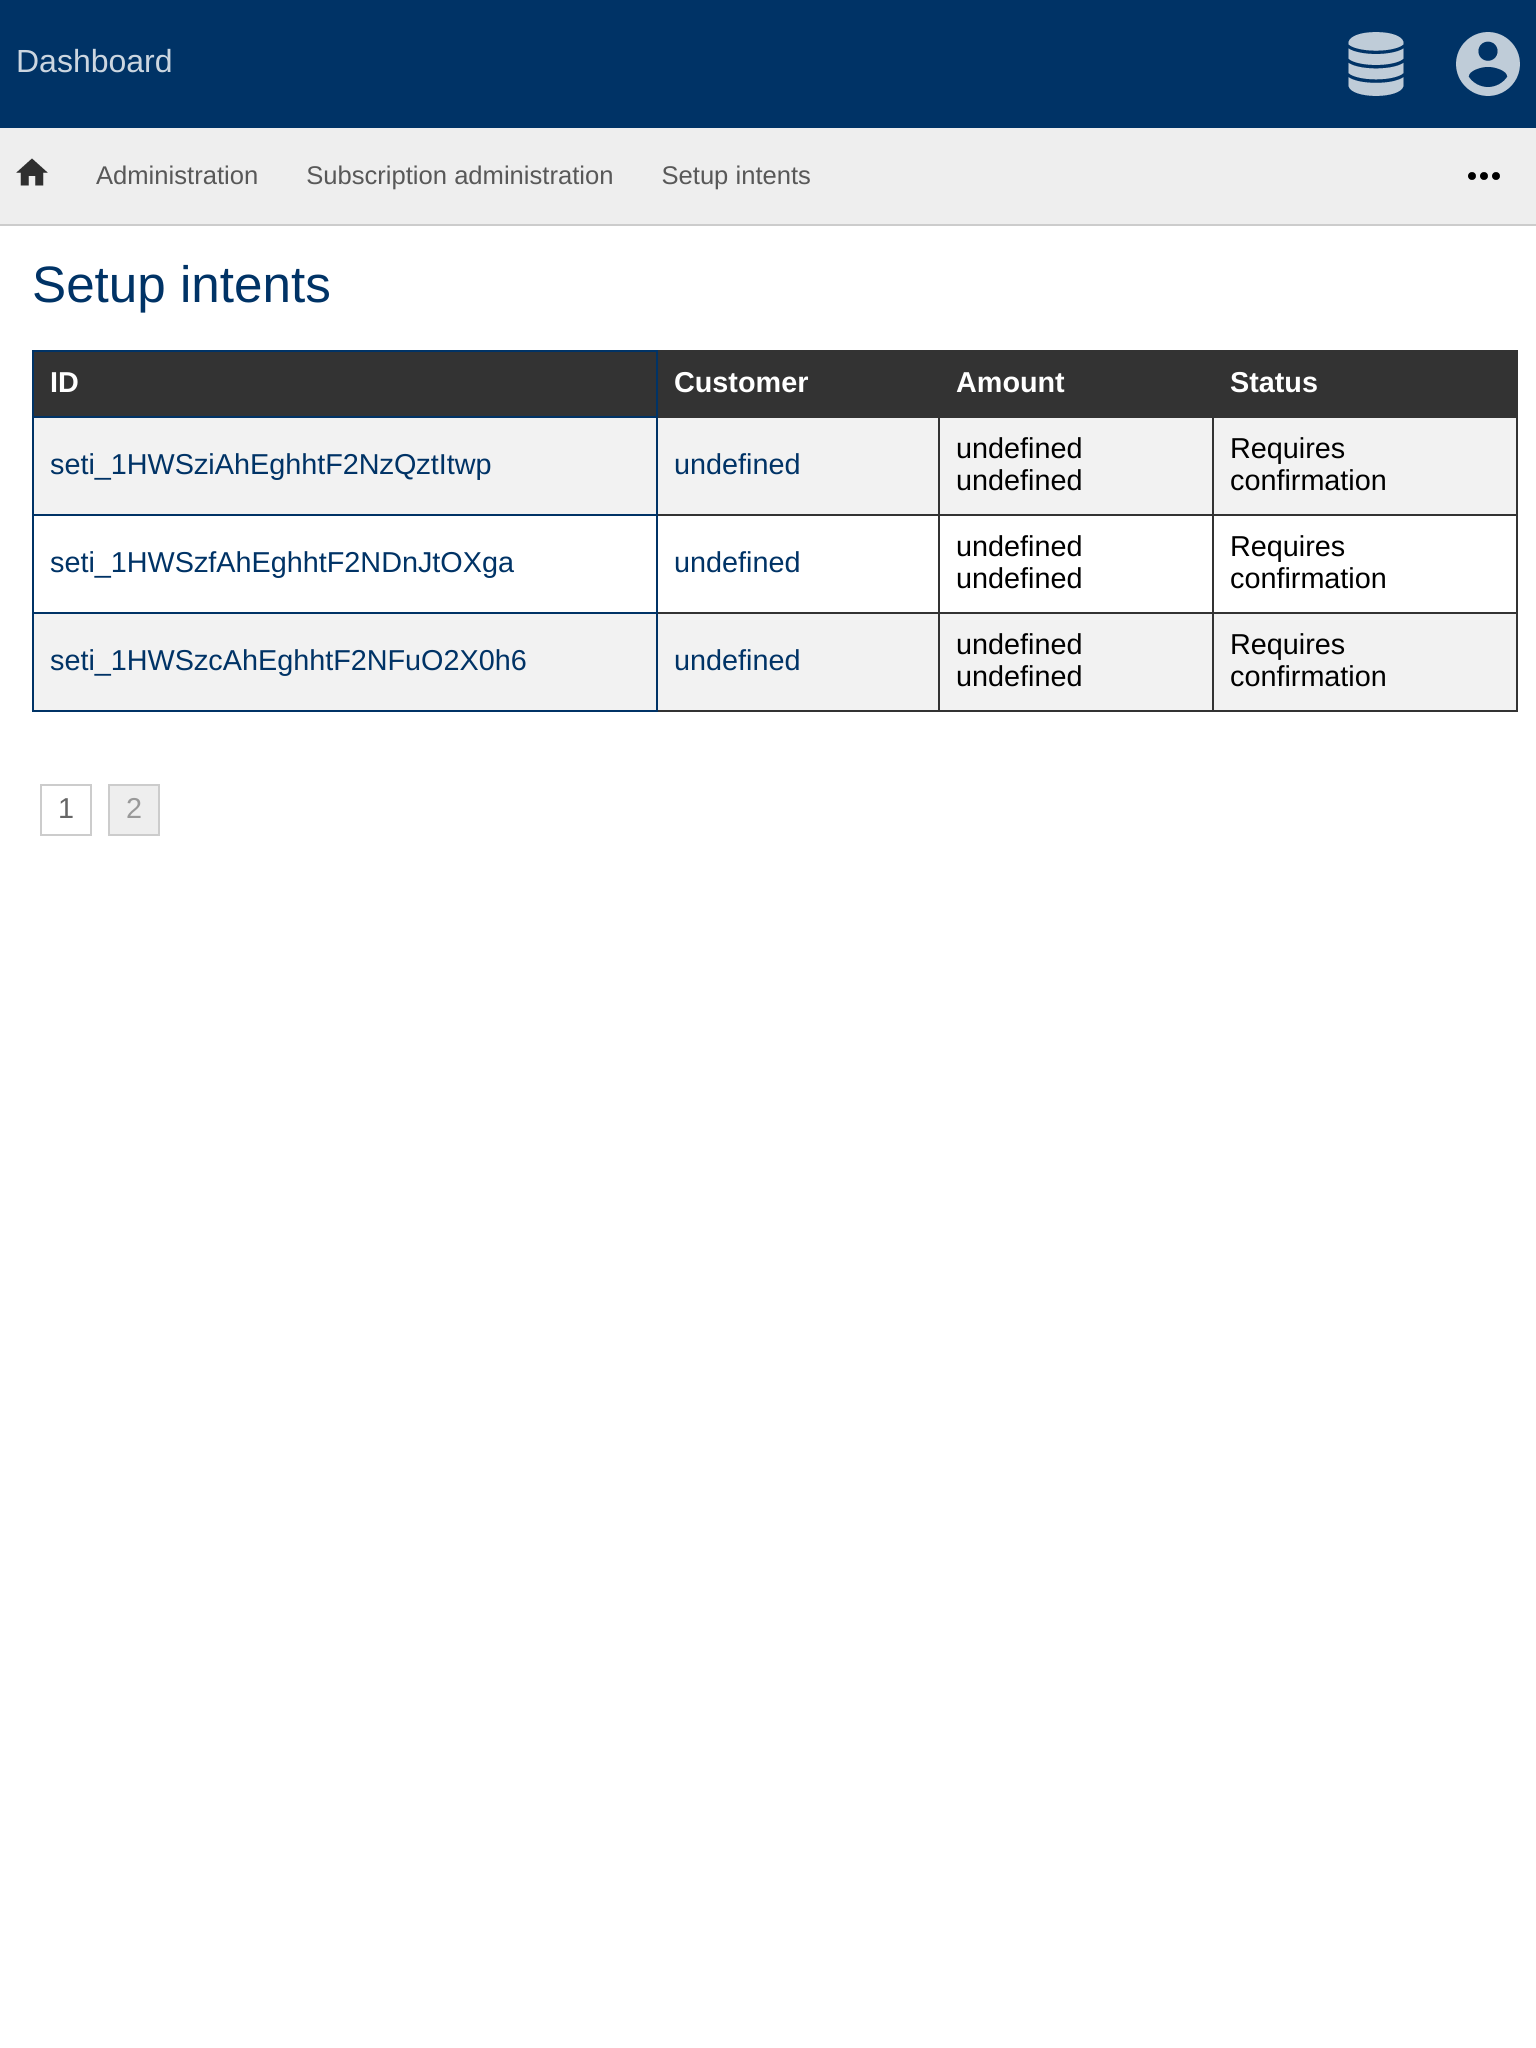 Dashboard
Administration Subscription administration Setup intents
Setup intents
ID Customer Amount Status
seti_1HWSziAhEghhtF2NzQztItwp undefined undefined undefined Requires confirmation
seti_1HWSzfAhEghhtF2NDnJtOXga undefined undefined undefined Requires confirmation
seti_1HWSzcAhEghhtF2NFuO2X0h6 undefined undefined undefined Requires confirmation
1 2